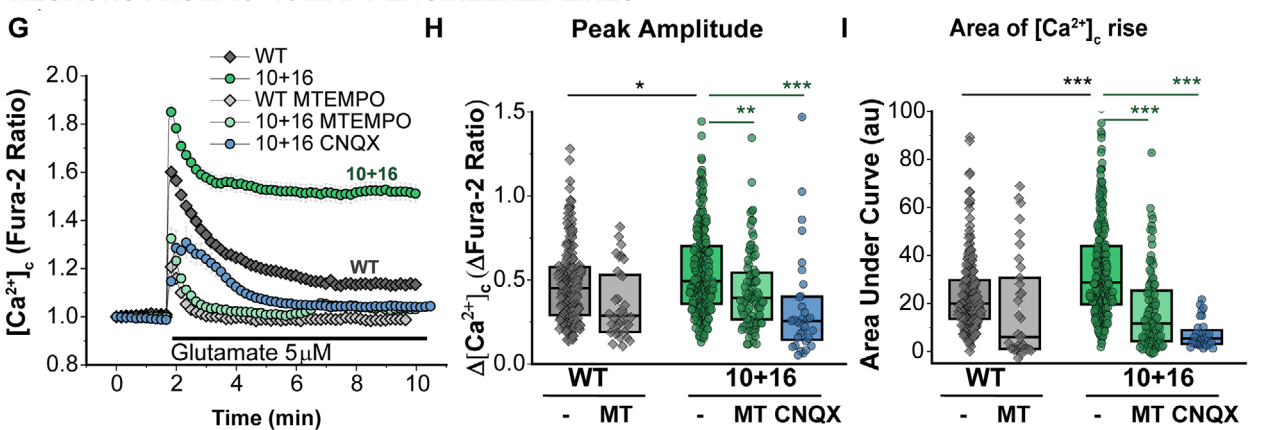 G
WT
10+16
WT MTEMPO
10+16 MTEMPO
10+16 CNQX
[Ca²⁺]c (Fura-2 Ratio)
2.0
1.8
1.6
1.4
1.2
1.0
0.8
10+16
WT
Glutamate 5μM
0 2 4 6 8 10
Time (min)
H
Peak Amplitude
Δ[Ca²⁺]c (ΔFura-2 Ratio)
1.5
1.0
0.5
0.0
* ***
**
WT 10+16
- MT - MT CNQX
I
Area of [Ca²⁺]c rise
Area Under Curve (au)
100
80
60
40
20
0
*** ***
***
WT 10+16
- MT - MT CNQX